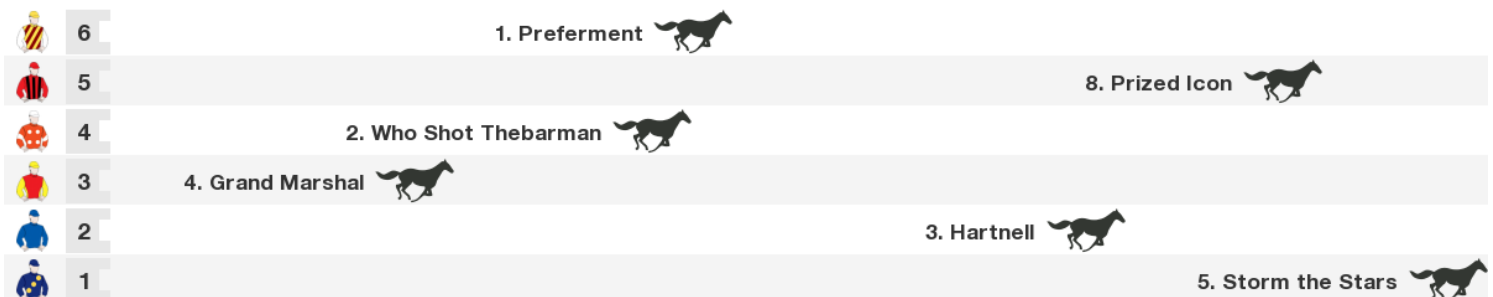 6 1. Preferment
5 8. Prized Icon
4 2. Who Shot Thebarman
3 4. Grand Marshal
2 3. Hartnell
1 5. Storm the Stars